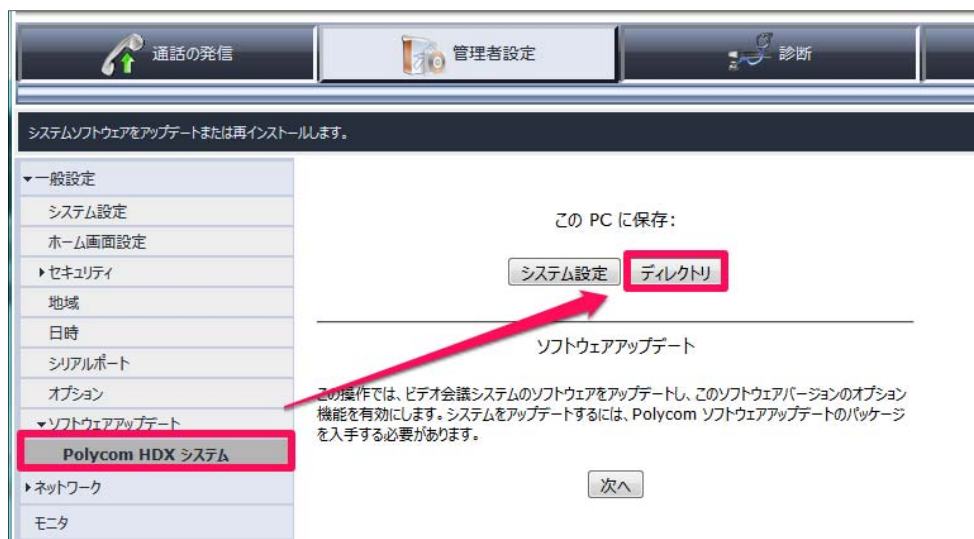 通話の発信
管理者設定
診断
システムソフトウェアをアップデートまたは再インストールします。
▼一般設定
システム設定
ホーム画面設定
▶セキュリティ
地域
日時
シリアルポート
オプション
▼ソフトウェアアップデート
Polycom HDX システム
▶ネットワーク
モニタ
この PC に保存:
システム設定
ディレクトリ
ソフトウェアアップデート
この操作では、ビデオ会議システムのソフトウェアをアップデートし、このソフトウェアバージョンのオプション
機能を有効にします。システムをアップデートするには、Polycom ソフトウェアアップデートのパッケージ
を入手する必要があります。
次へ